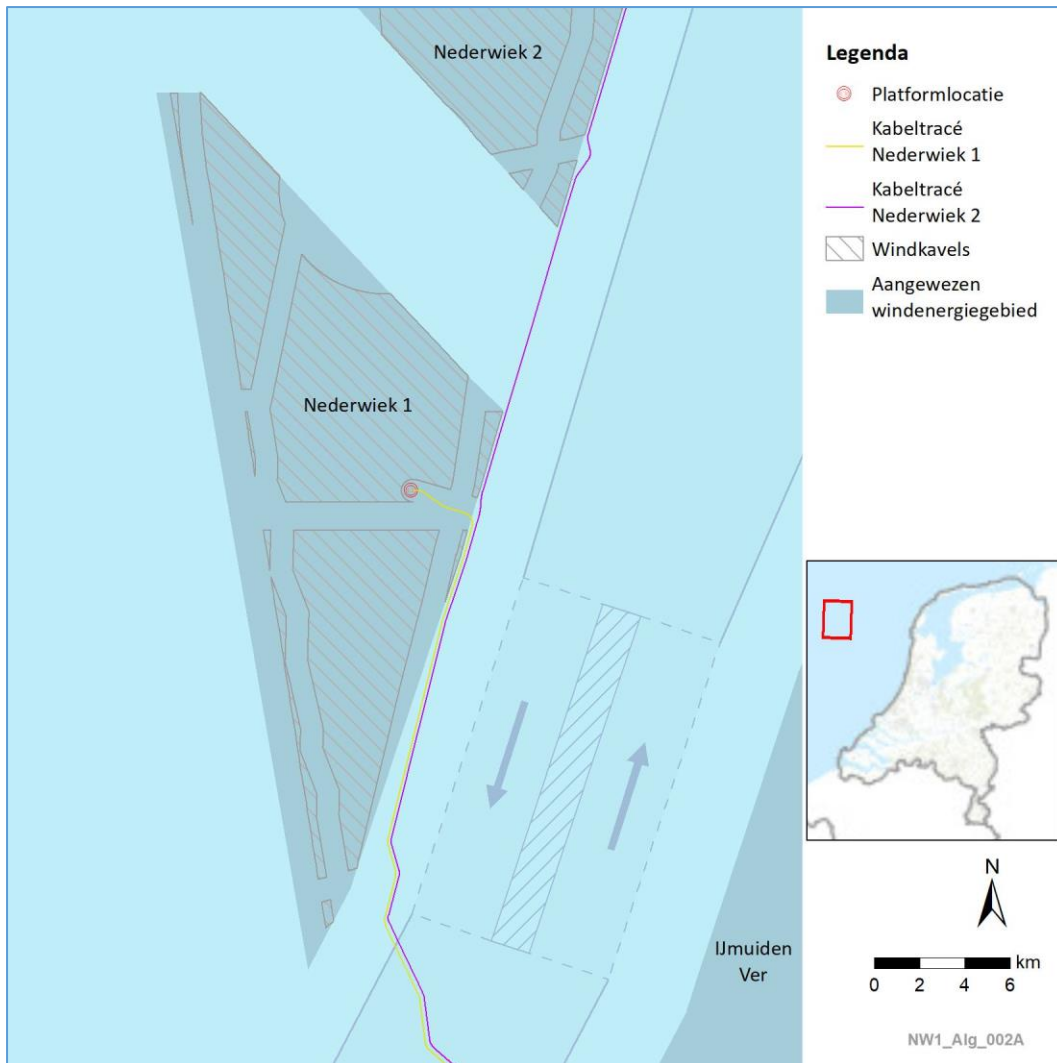 Nederwiek 2
Nederwiek 1
IJmuiden
Ver
Legenda
Platformlocatie
Kabeltracé
Nederwiek 1
Kabeltracé
Nederwiek 2
Windkavels
Aangewezen
windenergiegebied
N
km
0 2 4 6
NW1_Alg_002A